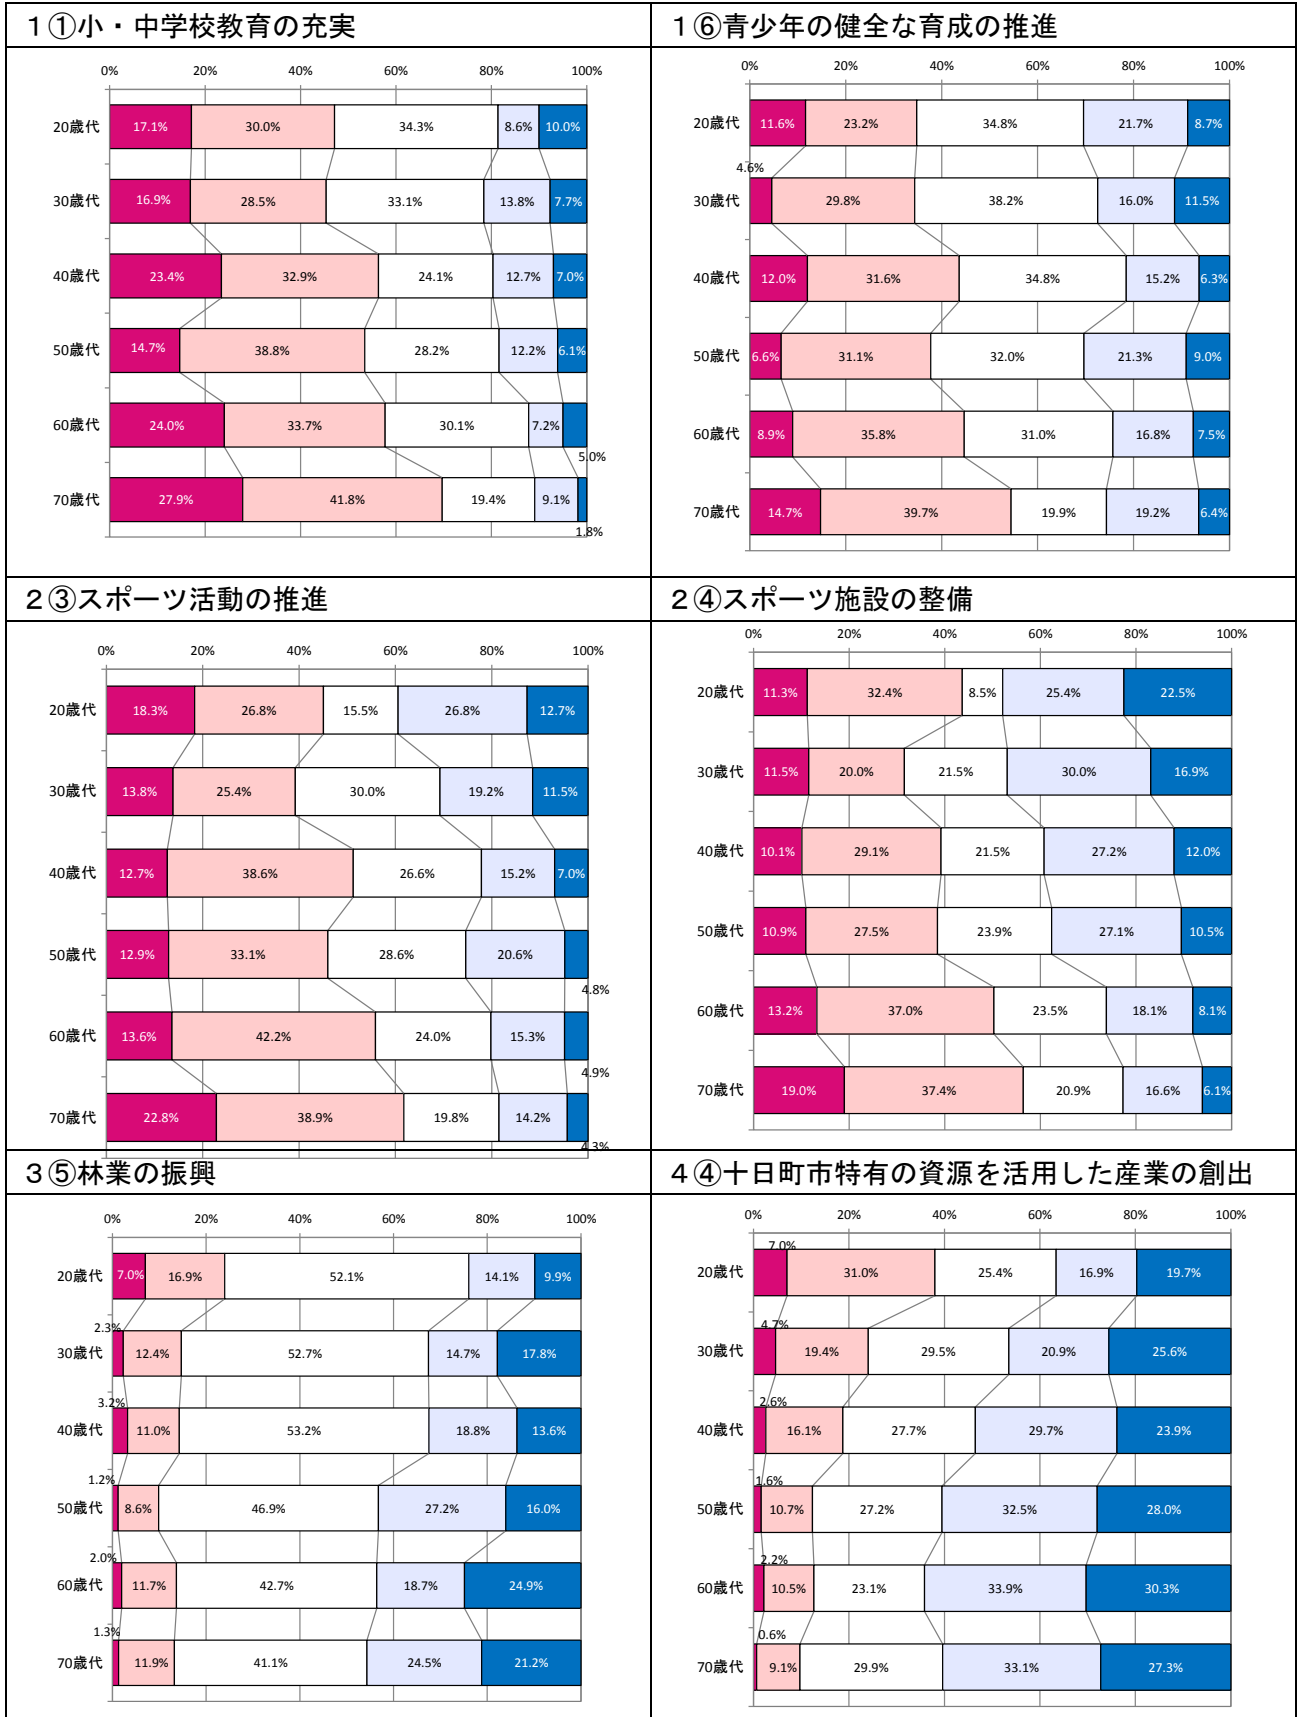 １①小・中学校教育の充実
0% 20% 40% 60% 80% 100%
20歳代 17.1% 30.0% 34.3% 8.6% 10.0%
30歳代 16.9% 28.5% 33.1% 13.8% 7.7%
40歳代 23.4% 32.9% 24.1% 12.7% 7.0%
50歳代 14.7% 38.8% 28.2% 12.2% 6.1%
60歳代 24.0% 33.7% 30.1% 7.2%
5.0%
70歳代 27.9% 41.8% 19.4% 9.1%
1.8%
１⑥青少年の健全な育成の推進
0% 20% 40% 60% 80% 100%
20歳代 11.6% 23.2% 34.8% 21.7% 8.7%
4.6%
30歳代 29.8% 38.2% 16.0% 11.5%
40歳代 12.0% 31.6% 34.8% 15.2% 6.3%
50歳代 6.6% 31.1% 32.0% 21.3% 9.0%
60歳代 8.9% 35.8% 31.0% 16.8% 7.5%
70歳代 14.7% 39.7% 19.9% 19.2% 6.4%
２③スポーツ活動の推進
0% 20% 40% 60% 80% 100%
20歳代 18.3% 26.8% 15.5% 26.8% 12.7%
30歳代 13.8% 25.4% 30.0% 19.2% 11.5%
40歳代 12.7% 38.6% 26.6% 15.2% 7.0%
50歳代 12.9% 33.1% 28.6% 20.6%
4.8%
60歳代 13.6% 42.2% 24.0% 15.3%
4.9%
70歳代 22.8% 38.9% 19.8% 14.2%
4.3%
２④スポーツ施設の整備
0% 20% 40% 60% 80% 100%
20歳代 11.3% 32.4% 8.5% 25.4% 22.5%
30歳代 11.5% 20.0% 21.5% 30.0% 16.9%
40歳代 10.1% 29.1% 21.5% 27.2% 12.0%
50歳代 10.9% 27.5% 23.9% 27.1% 10.5%
60歳代 13.2% 37.0% 23.5% 18.1% 8.1%
70歳代 19.0% 37.4% 20.9% 16.6% 6.1%
３⑤林業の振興
0% 20% 40% 60% 80% 100%
20歳代 7.0% 16.9% 52.1% 14.1% 9.9%
2.3%
30歳代 12.4% 52.7% 14.7% 17.8%
3.2%
40歳代 11.0% 53.2% 18.8% 13.6%
1.2%
50歳代 8.6% 46.9% 27.2% 16.0%
2.0%
60歳代 11.7% 42.7% 18.7% 24.9%
1.3%
70歳代 11.9% 41.1% 24.5% 21.2%
４④十日町市特有の資源を活用した産業の創出
0% 20% 40% 60% 80% 100%
7.0%
20歳代 31.0% 25.4% 16.9% 19.7%
4.7%
30歳代 19.4% 29.5% 20.9% 25.6%
2.6%
40歳代 16.1% 27.7% 29.7% 23.9%
1.6%
50歳代 10.7% 27.2% 32.5% 28.0%
2.2%
60歳代 10.5% 23.1% 33.9% 30.3%
0.6%
70歳代 9.1% 29.9% 33.1% 27.3%